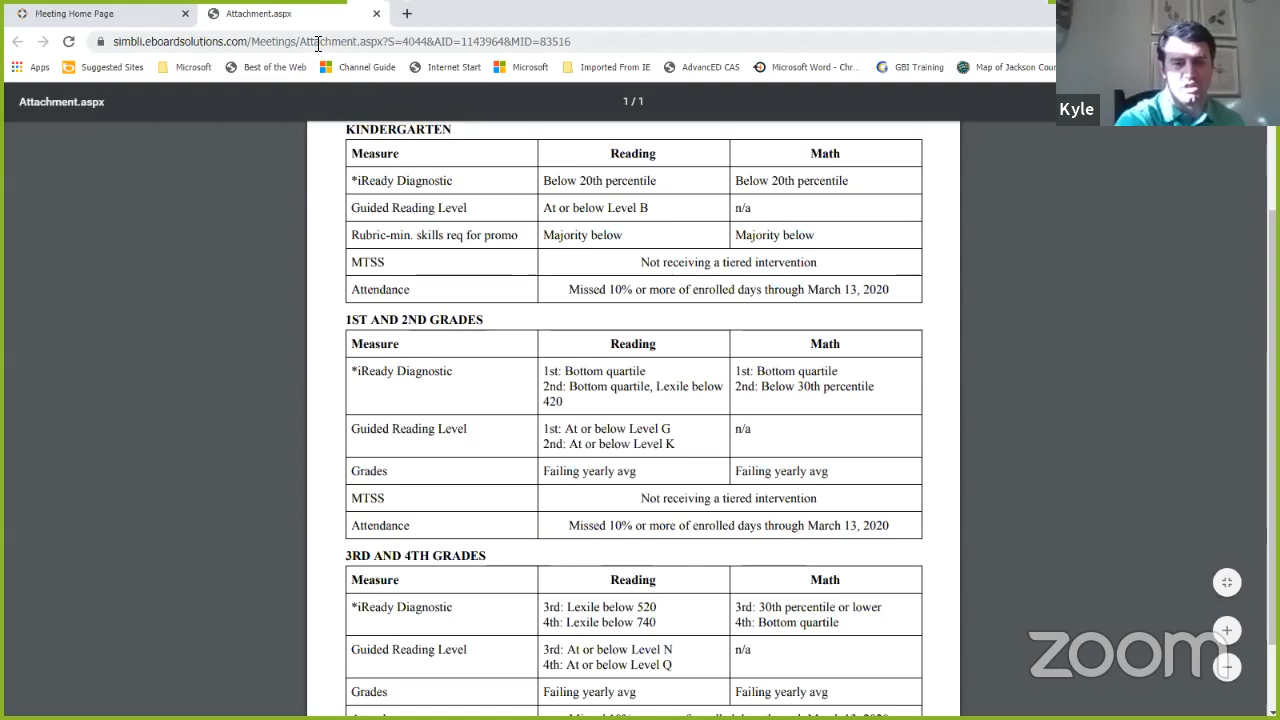 Meeting Home Page
Attachment.aspx
simbli.eboardsolutions.com/Meetings/Attachment.aspx?S=4044&AID=1143964&MID=83516
Apps Suggested Sites Microsoft Best of the Web Channel Guide Internet Start Microsoft Imported From IE AdvancED CAS Microsoft Word - Chr... GBI Training Map of Jackson Cour
Attachment.aspx 1 / 1
Kyle
KINDERGARTEN
Measure Reading Math
*iReady Diagnostic Below 20th percentile Below 20th percentile
Guided Reading Level At or below Level B n/a
Rubric-min. skills req for promo Majority below Majority below
MTSS Not receiving a tiered intervention
Attendance Missed 10% or more of enrolled days through March 13, 2020
1ST AND 2ND GRADES
Measure Reading Math
*iReady Diagnostic 1st: Bottom quartile 1st: Bottom quartile
2nd: Bottom quartile, Lexile below 2nd: Below 30th percentile
420
Guided Reading Level 1st: At or below Level G n/a
2nd: At or below Level K
Grades Failing yearly avg Failing yearly avg
MTSS Not receiving a tiered intervention
Attendance Missed 10% or more of enrolled days through March 13, 2020
3RD AND 4TH GRADES
Measure Reading Math
*iReady Diagnostic 3rd: Lexile below 520 3rd: 30th percentile or lower
4th: Lexile below 740 4th: Bottom quartile
Guided Reading Level 3rd: At or below Level N n/a
4th: At or below Level Q
Grades Failing yearly avg Failing yearly avg
zoom